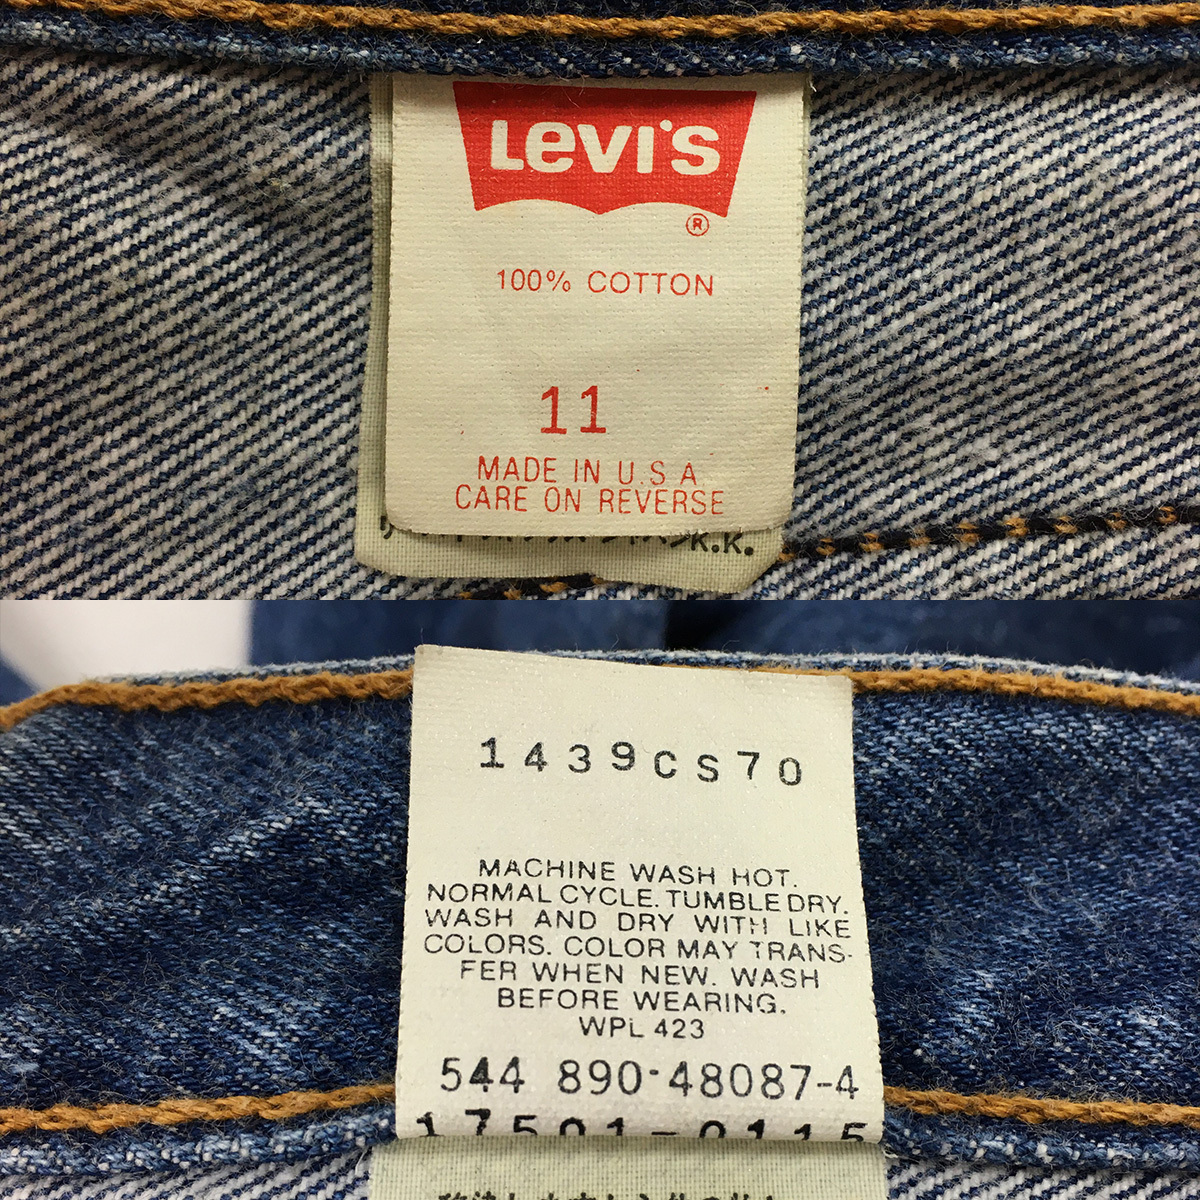 Levi's
®
100% COTTON
11
MADE IN U.S.A.
CARE ON REVERSE
K.K.
1439CS70
MACHINE WASH HOT.
NORMAL CYCLE. TUMBLE DRY.
WASH AND DRY WITH LIKE
COLORS. COLOR MAY TRANS-
FER WHEN NEW. WASH
BEFORE WEARING.
WPL 423
544 890-48087-4
17501-0115